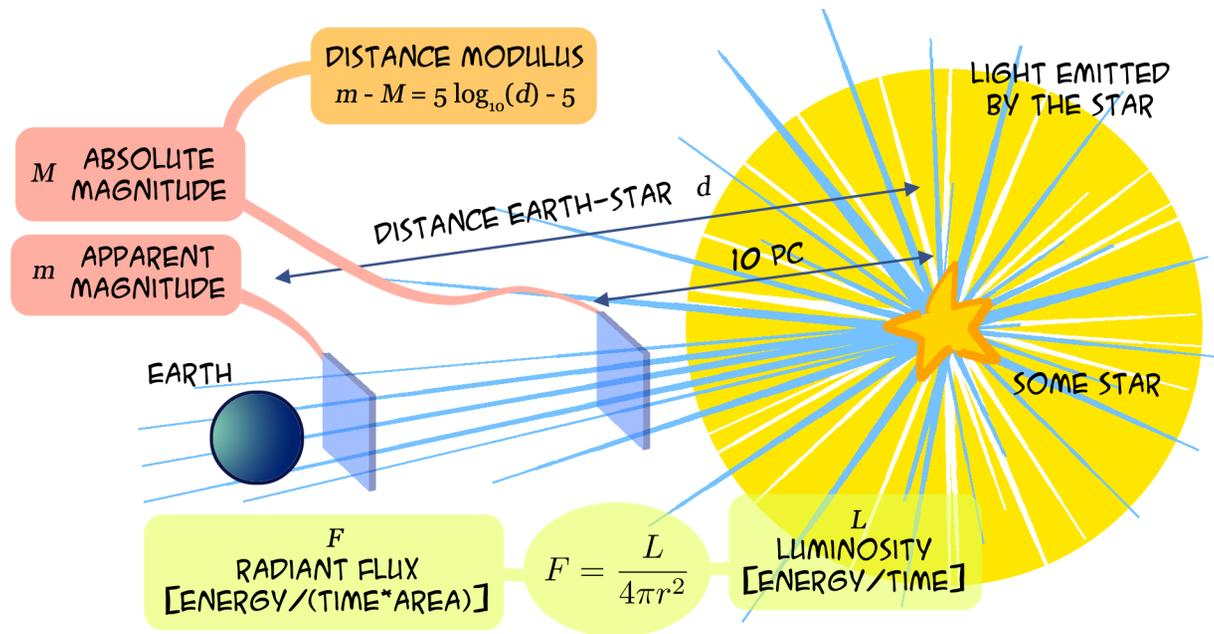 DISTANCE MODULUS
m - M = 5 log₁₀(d) - 5
LIGHT EMITTED
BY THE STAR
M ABSOLUTE
MAGNITUDE
DISTANCE EARTH-STAR d
m APPARENT
MAGNITUDE
10 PC
EARTH
SOME STAR
F
RADIANT FLUX
[ENERGY/(TIME*AREA)]
F = L / 4πr²
L
LUMINOSITY
[ENERGY/TIME]